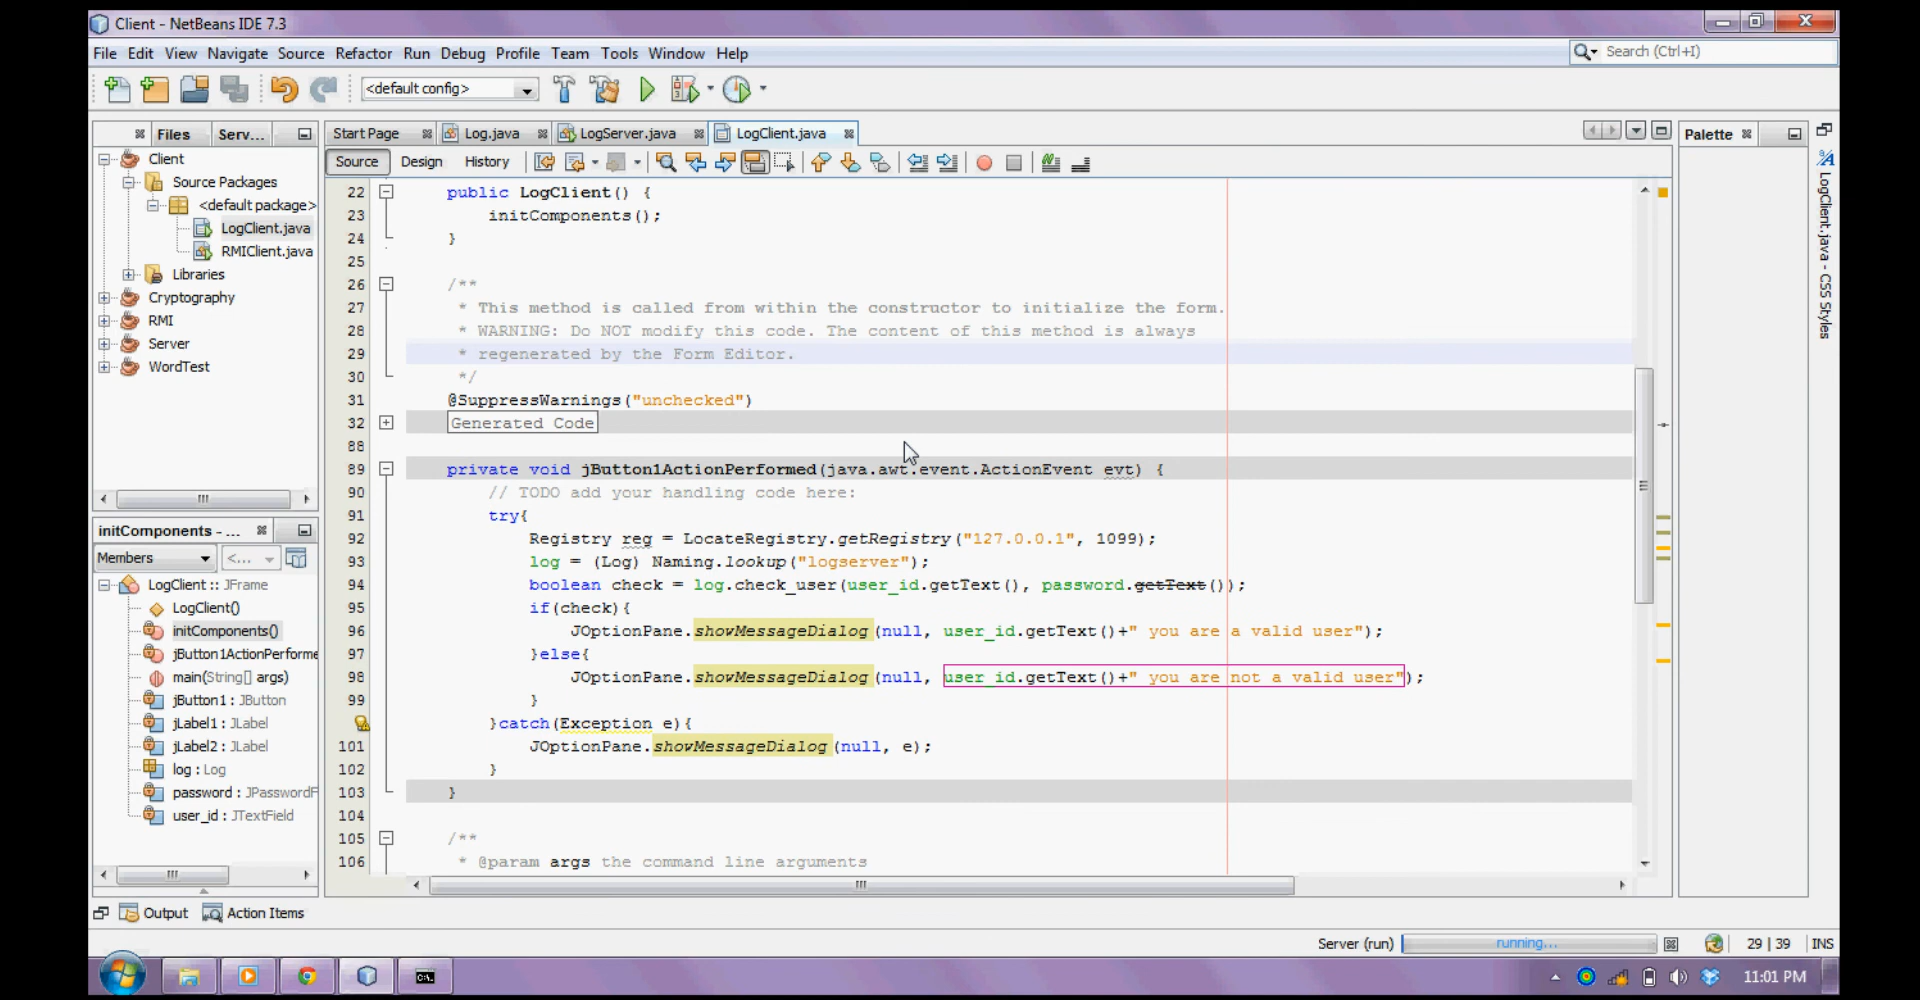 Client - NetBeans IDE 7.3
File Edit View Navigate Source Refactor Run Debug Profile Team Tools Window Help
Search (Ctrl+I)
<default config>
Files Serv...
Start Page Log.java LogServer.java LogClient.java
Palette
Source Design History
Client
Source Packages
<default package>
LogClient.java
RMIClient.java
Libraries
Cryptography
RMI
Server
WordTest
initComponents - ...
Members <...
LogClient :: JFrame
LogClient()
initComponents()
jButton1ActionPerforme
main(String[] args)
jButton1 : JButton
jLabel1 : JLabel
jLabel2 : JLabel
log : Log
password : JPasswordF
user_id : JTextField
22 public LogClient() {
23 initComponents();
24 }
25
26 /**
27 * This method is called from within the constructor to initialize the form.
28 * WARNING: Do NOT modify this code. The content of this method is always
29 * regenerated by the Form Editor.
30 */
31 @SuppressWarnings("unchecked")
32 Generated Code
88
89 private void jButton1ActionPerformed(java.awt.event.ActionEvent evt) {
90 // TODO add your handling code here:
91 try{
92 Registry reg = LocateRegistry.getRegistry("127.0.0.1", 1099);
93 log = (Log) Naming.lookup("logserver");
94 boolean check = log.check_user(user_id.getText(), password.getText());
95 if(check){
96 JOptionPane.showMessageDialog(null, user_id.getText()+" you are a valid user");
97 }else{
98 JOptionPane.showMessageDialog(null, user_id.getText()+" you are not a valid user");
99 }
}catch(Exception e){
101 JOptionPane.showMessageDialog(null, e);
102 }
103 }
104
105 /**
106 * @param args the command line arguments
LogClient.java - CSS Styles
Output Action Items
Server (run) running... 29 | 39 INS
C:\.
11:01 PM